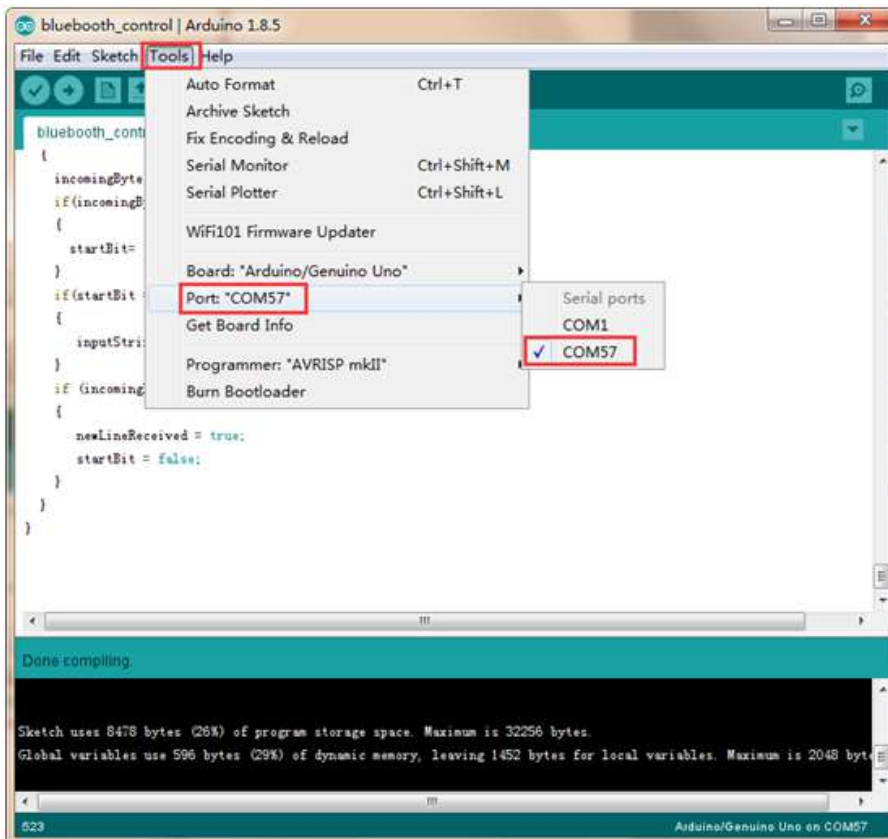 bluebooth_control | Arduino 1.8.5
File Edit Sketch Tools Help
bluebooth_cont
Auto Format Ctrl+T
Archive Sketch
Fix Encoding & Reload
Serial Monitor Ctrl+Shift+M
Serial Plotter Ctrl+Shift+L
WiFi101 Firmware Updater
Board: "Arduino/Genuino Uno"
Port: "COM57"
Get Board Info
Programmer: "AVRISP mkII"
Burn Bootloader
Serial ports
COM1
✓ COM57
{
incomingByte
if(incomingB
{
startBit=
}
if(startBit
{
inputStri
}
if (incoming
{
newLineReceived = true;
startBit = false;
}
}
}
Done compiling.
Sketch uses 8478 bytes (26%) of program storage space. Maximum is 32256 bytes.
Global variables use 596 bytes (29%) of dynamic memory, leaving 1452 bytes for local variables. Maximum is 2048 byt
523
Arduino/Genuino Uno on COM57